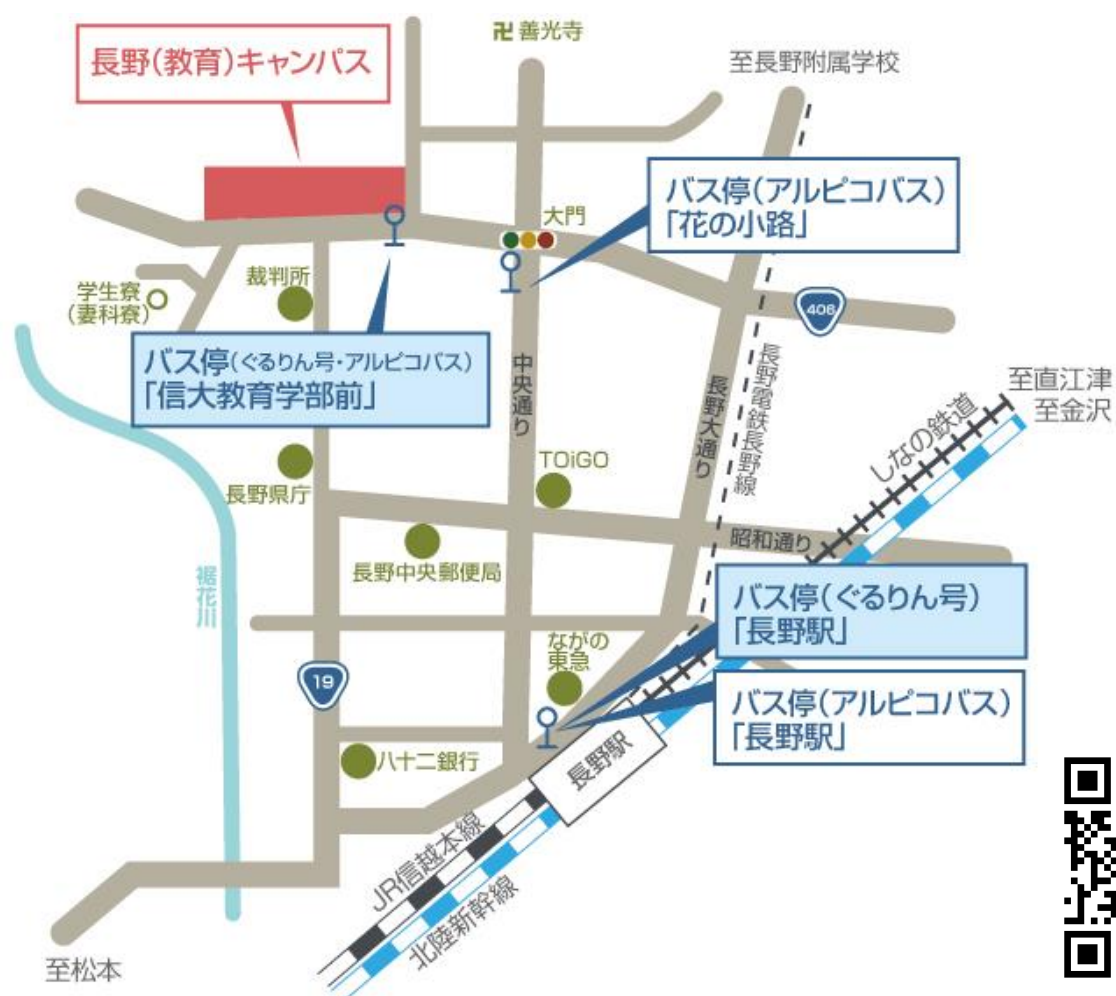 卍 善光寺
長野(教育)キャンパス
至長野附属学校
バス停(アルピコバス)
「花の小路」
大門
裁判所
学生寮
(妻科寮)
406
バス停(ぐるりん号・アルピコバス)
「信大教育学部前」
中央通り
長野大通り
長野電鉄長野線
至直江津
至金沢
しなの鉄道
TOiGO
長野県庁
昭和通り
長野中央郵便局
裾花川
バス停(ぐるりん号)
「長野駅」
ながの
東急
19
バス停(アルピコバス)
「長野駅」
長野駅
八十二銀行
JR信越本線
北陸新幹線
至松本